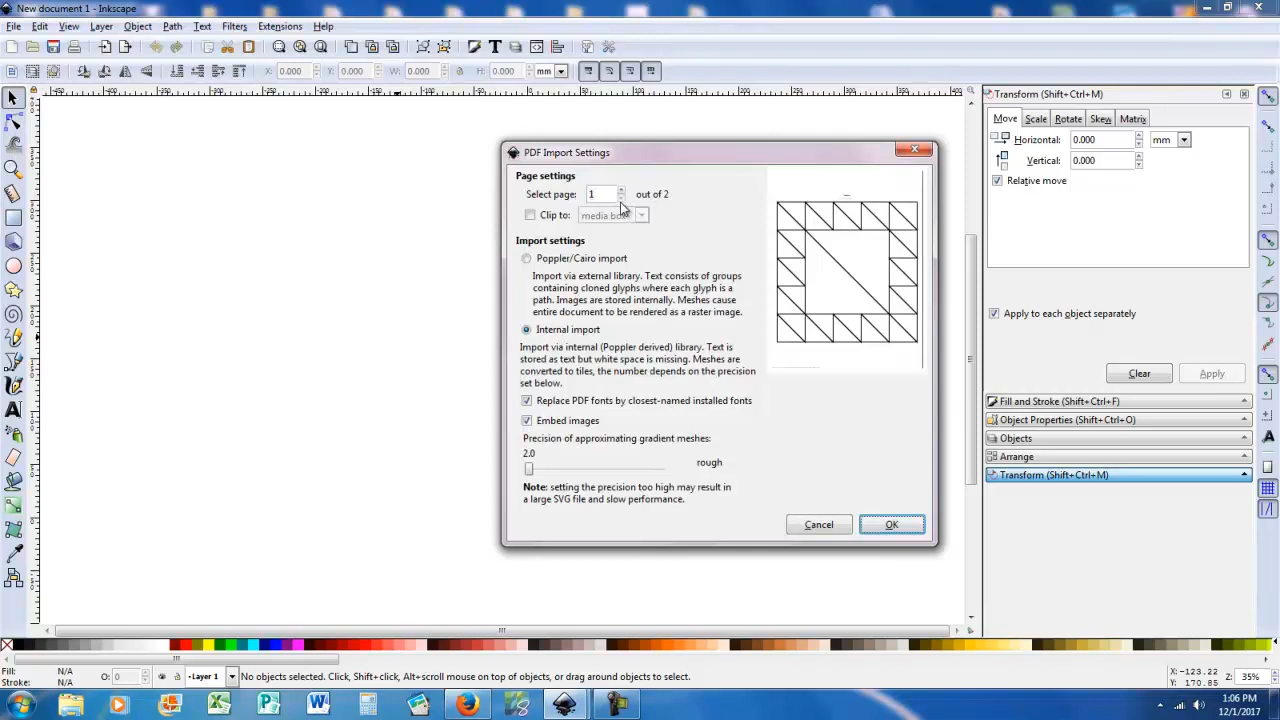 New document 1 - Inkscape
File Edit View Layer Object Path Text Filters Extensions Help
X: 0.000 Y: 0.000 W: 0.000 H: 0.000 mm
Transform (Shift+Ctrl+M)
Move Scale Rotate Skew Matrix
Horizontal: 0.000 mm
Vertical: 0.000
Relative move
Apply to each object separately
Clear Apply
Fill and Stroke (Shift+Ctrl+F)
Object Properties (Shift+Ctrl+O)
Objects
Arrange
Transform (Shift+Ctrl+M)
PDF Import Settings
Page settings
Select page: 1 out of 2
Clip to: media box
Import settings
Poppler/Cairo import
Import via external library. Text consists of groups
containing cloned glyphs where each glyph is a
path. Images are stored internally. Meshes cause
entire document to be rendered as a raster image.
Internal import
Import via internal (Poppler derived) library. Text is
stored as text but white space is missing. Meshes are
converted to tiles, the number depends on the precision
set below.
Replace PDF fonts by closest-named installed fonts
Embed images
Precision of approximating gradient meshes:
2.0
rough
Note: setting the precision too high may result in
a large SVG file and slow performance.
Cancel OK
Fill: N/A
Stroke: N/A
O: 0
Layer 1
No objects selected. Click, Shift+click, Alt+scroll mouse on top of objects, or drag around objects to select.
X: -123.22
Y: 170.85
Z: 35%
1:06 PM
12/1/2017